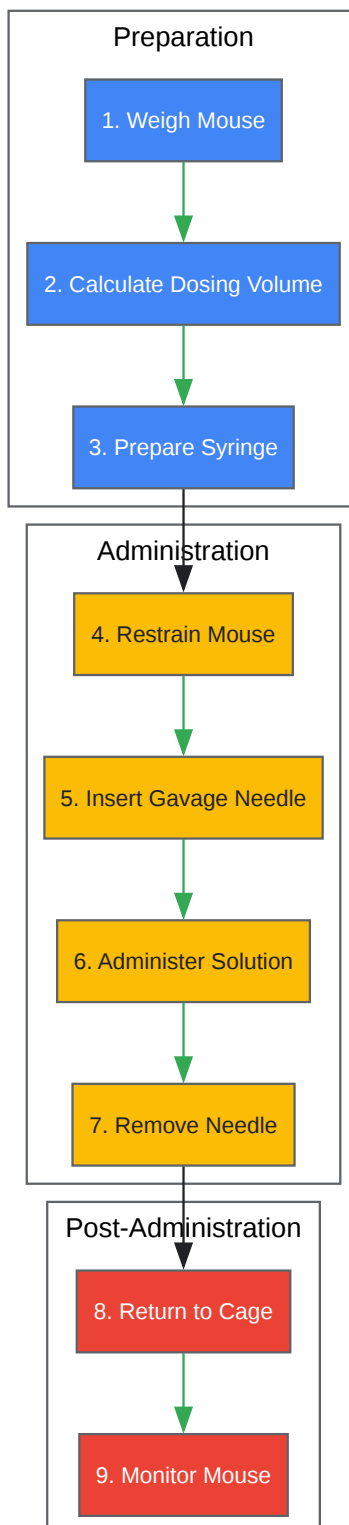 Preparation
1. Weigh Mouse
2. Calculate Dosing Volume
3. Prepare Syringe
Administration
4. Restrain Mouse
5. Insert Gavage Needle
6. Administer Solution
7. Remove Needle
Post-Administration
8. Return to Cage
9. Monitor Mouse